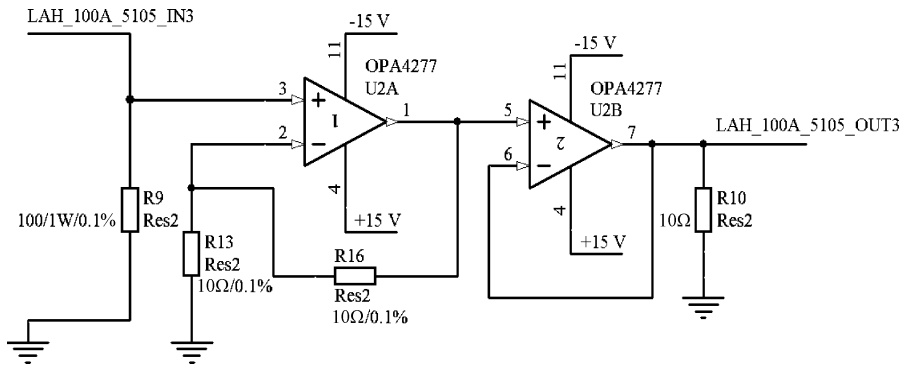 LAH_100A_5105_IN3
-15 V
11
OPA4277
U2A
3
1
2
1
4
+15 V
-15 V
11
OPA4277
U2B
5
7
6
2
4
+15 V
LAH_100A_5105_OUT3
R9
100/1W/0.1%
Res2
R13
Res2
10Ω/0.1%
R16
Res2
10Ω/0.1%
R10
10Ω
Res2